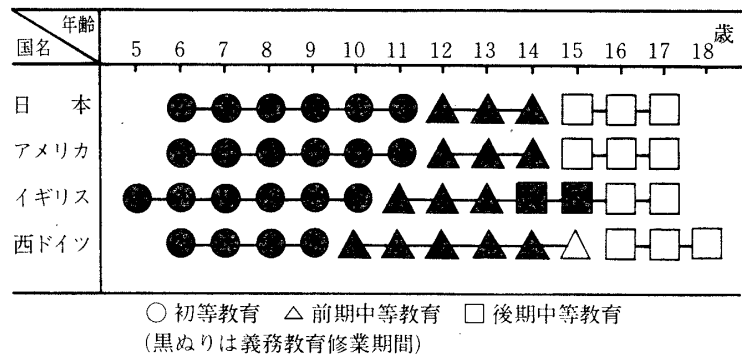 年齢
国名
歳
5 6 7 8 9 10 11 12 13 14 15 16 17 18
日 本
アメリカ
イギリス
西ドイツ
○ 初等教育 △ 前期中等教育 □ 後期中等教育
(黒ぬりは義務教育修業期間)